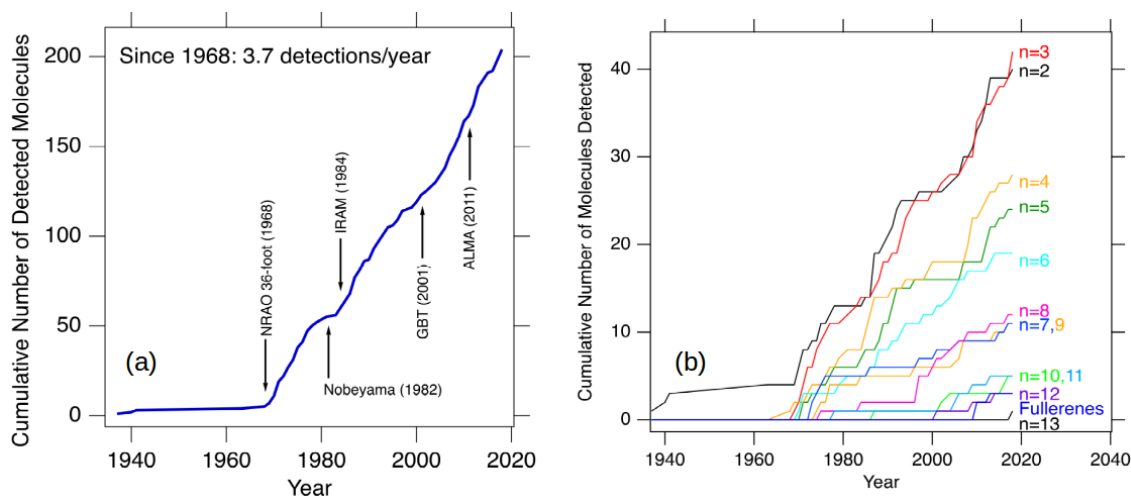 Since 1968: 3.7 detections/year
Cumulative Number of Detected Molecules
200
150
100
50
0
NRAO 36-foot (1968)
IRAM (1984)
GBT (2001)
ALMA (2011)
Nobeyama (1982)
(a)
1940
1960
1980
2000
2020
Year
Cumulative Number of Molecules Detected
40
30
20
10
0
n=3
n=2
n=4
n=5
n=6
n=8
n=7,9
n=10,11
n=12
Fullerenes
n=13
(b)
1940
1960
1980
2000
2020
2040
Year